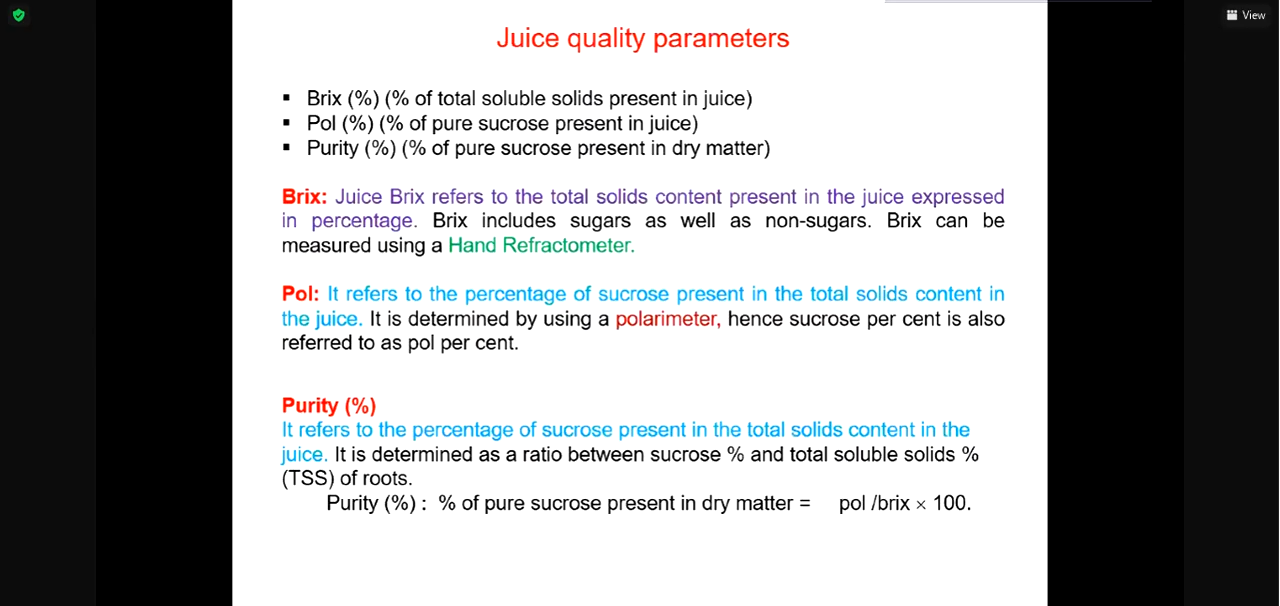 View
Juice quality parameters
▪ Brix (%) (% of total soluble solids present in juice)
▪ Pol (%) (% of pure sucrose present in juice)
▪ Purity (%) (% of pure sucrose present in dry matter)
Brix: Juice Brix refers to the total solids content present in the juice expressed
in percentage. Brix includes sugars as well as non-sugars. Brix can be
measured using a Hand Refractometer.
Pol: It refers to the percentage of sucrose present in the total solids content in
the juice. It is determined by using a polarimeter, hence sucrose per cent is also
referred to as pol per cent.
Purity (%)
It refers to the percentage of sucrose present in the total solids content in the
juice. It is determined as a ratio between sucrose % and total soluble solids %
(TSS) of roots.
Purity (%) : % of pure sucrose present in dry matter = pol /brix × 100.